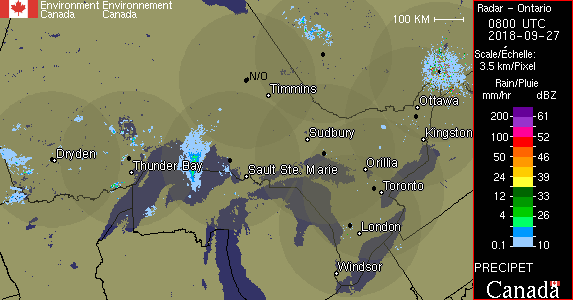 Environment Environnement
Canada Canada
100 KM
N/O
Timmins
Ottawa
Sudbury
Kingston
Dryden
Thunder Bay
Sault Ste. Marie
Orillia
Toronto
London
Windsor
Radar - Ontario
0800 UTC
2018-09-27
Scale/Échelle:
3.5 km/Pixel
Rain/Pluie
mm/hr dBZ
200 61
100 52
50 46
24 39
12 33
4 26
2 20
0.1 10
PRECIPET
Canada